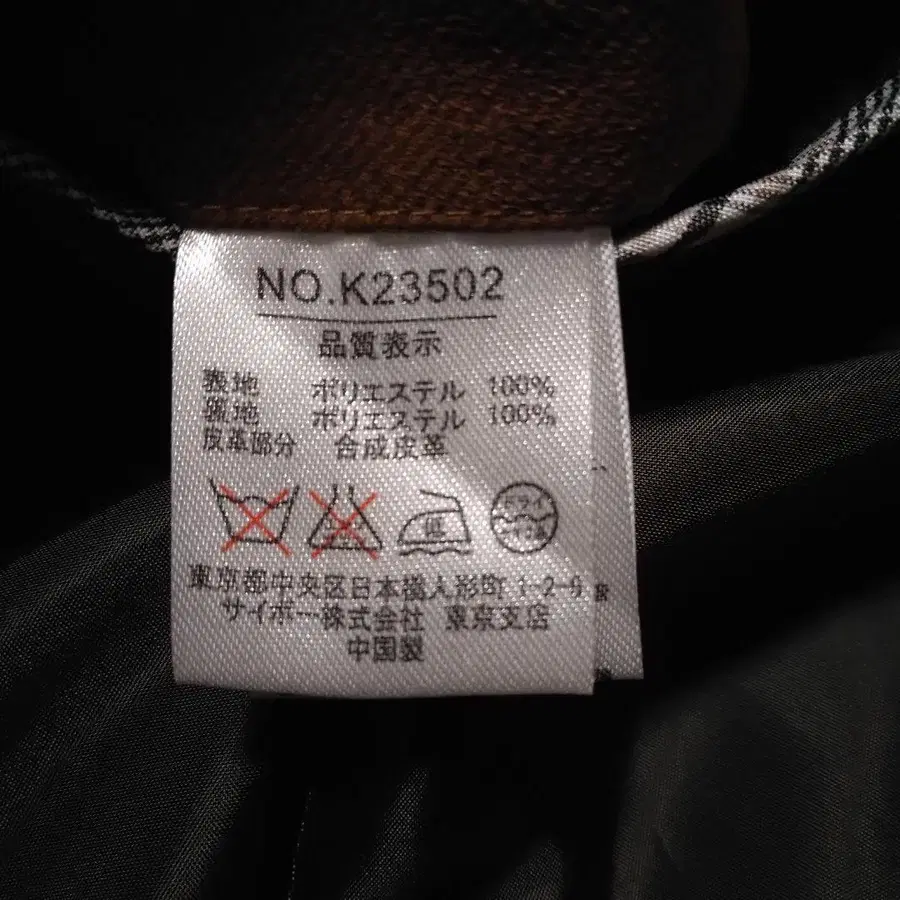 NO.K23502
品質表示
表地 ポリエステル 100%
裏地 ポリエステル 100%
皮革部分 合成皮革
低 ドライ
東京都中央区日本橋人形町 1-2-9
サイボー株式会社 東京支店
中国製